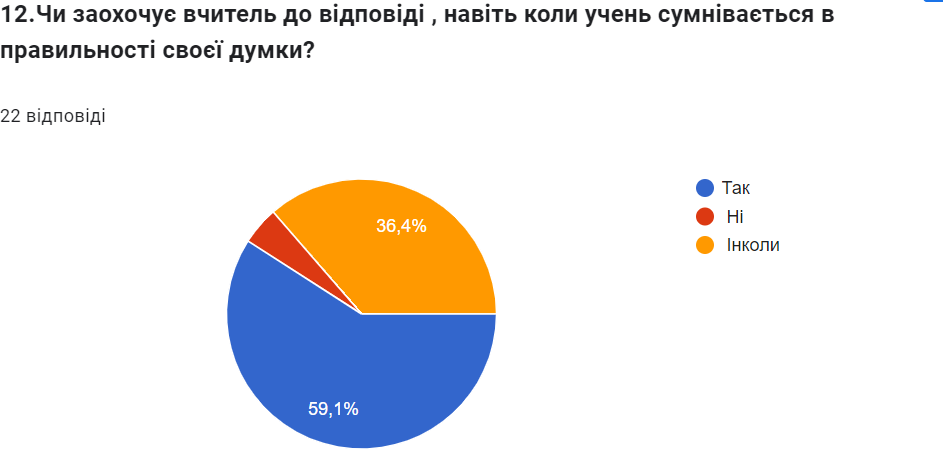 12.Чи заохочує вчитель до відповіді , навіть коли учень сумнівається в
правильності своєї думки?
22 відповіді
36,4%
59,1%
Так
Ні
Інколи